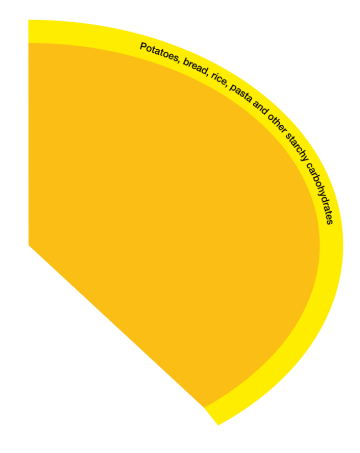 Potatoes, bread, rice, pasta and other starchy carbohydrates